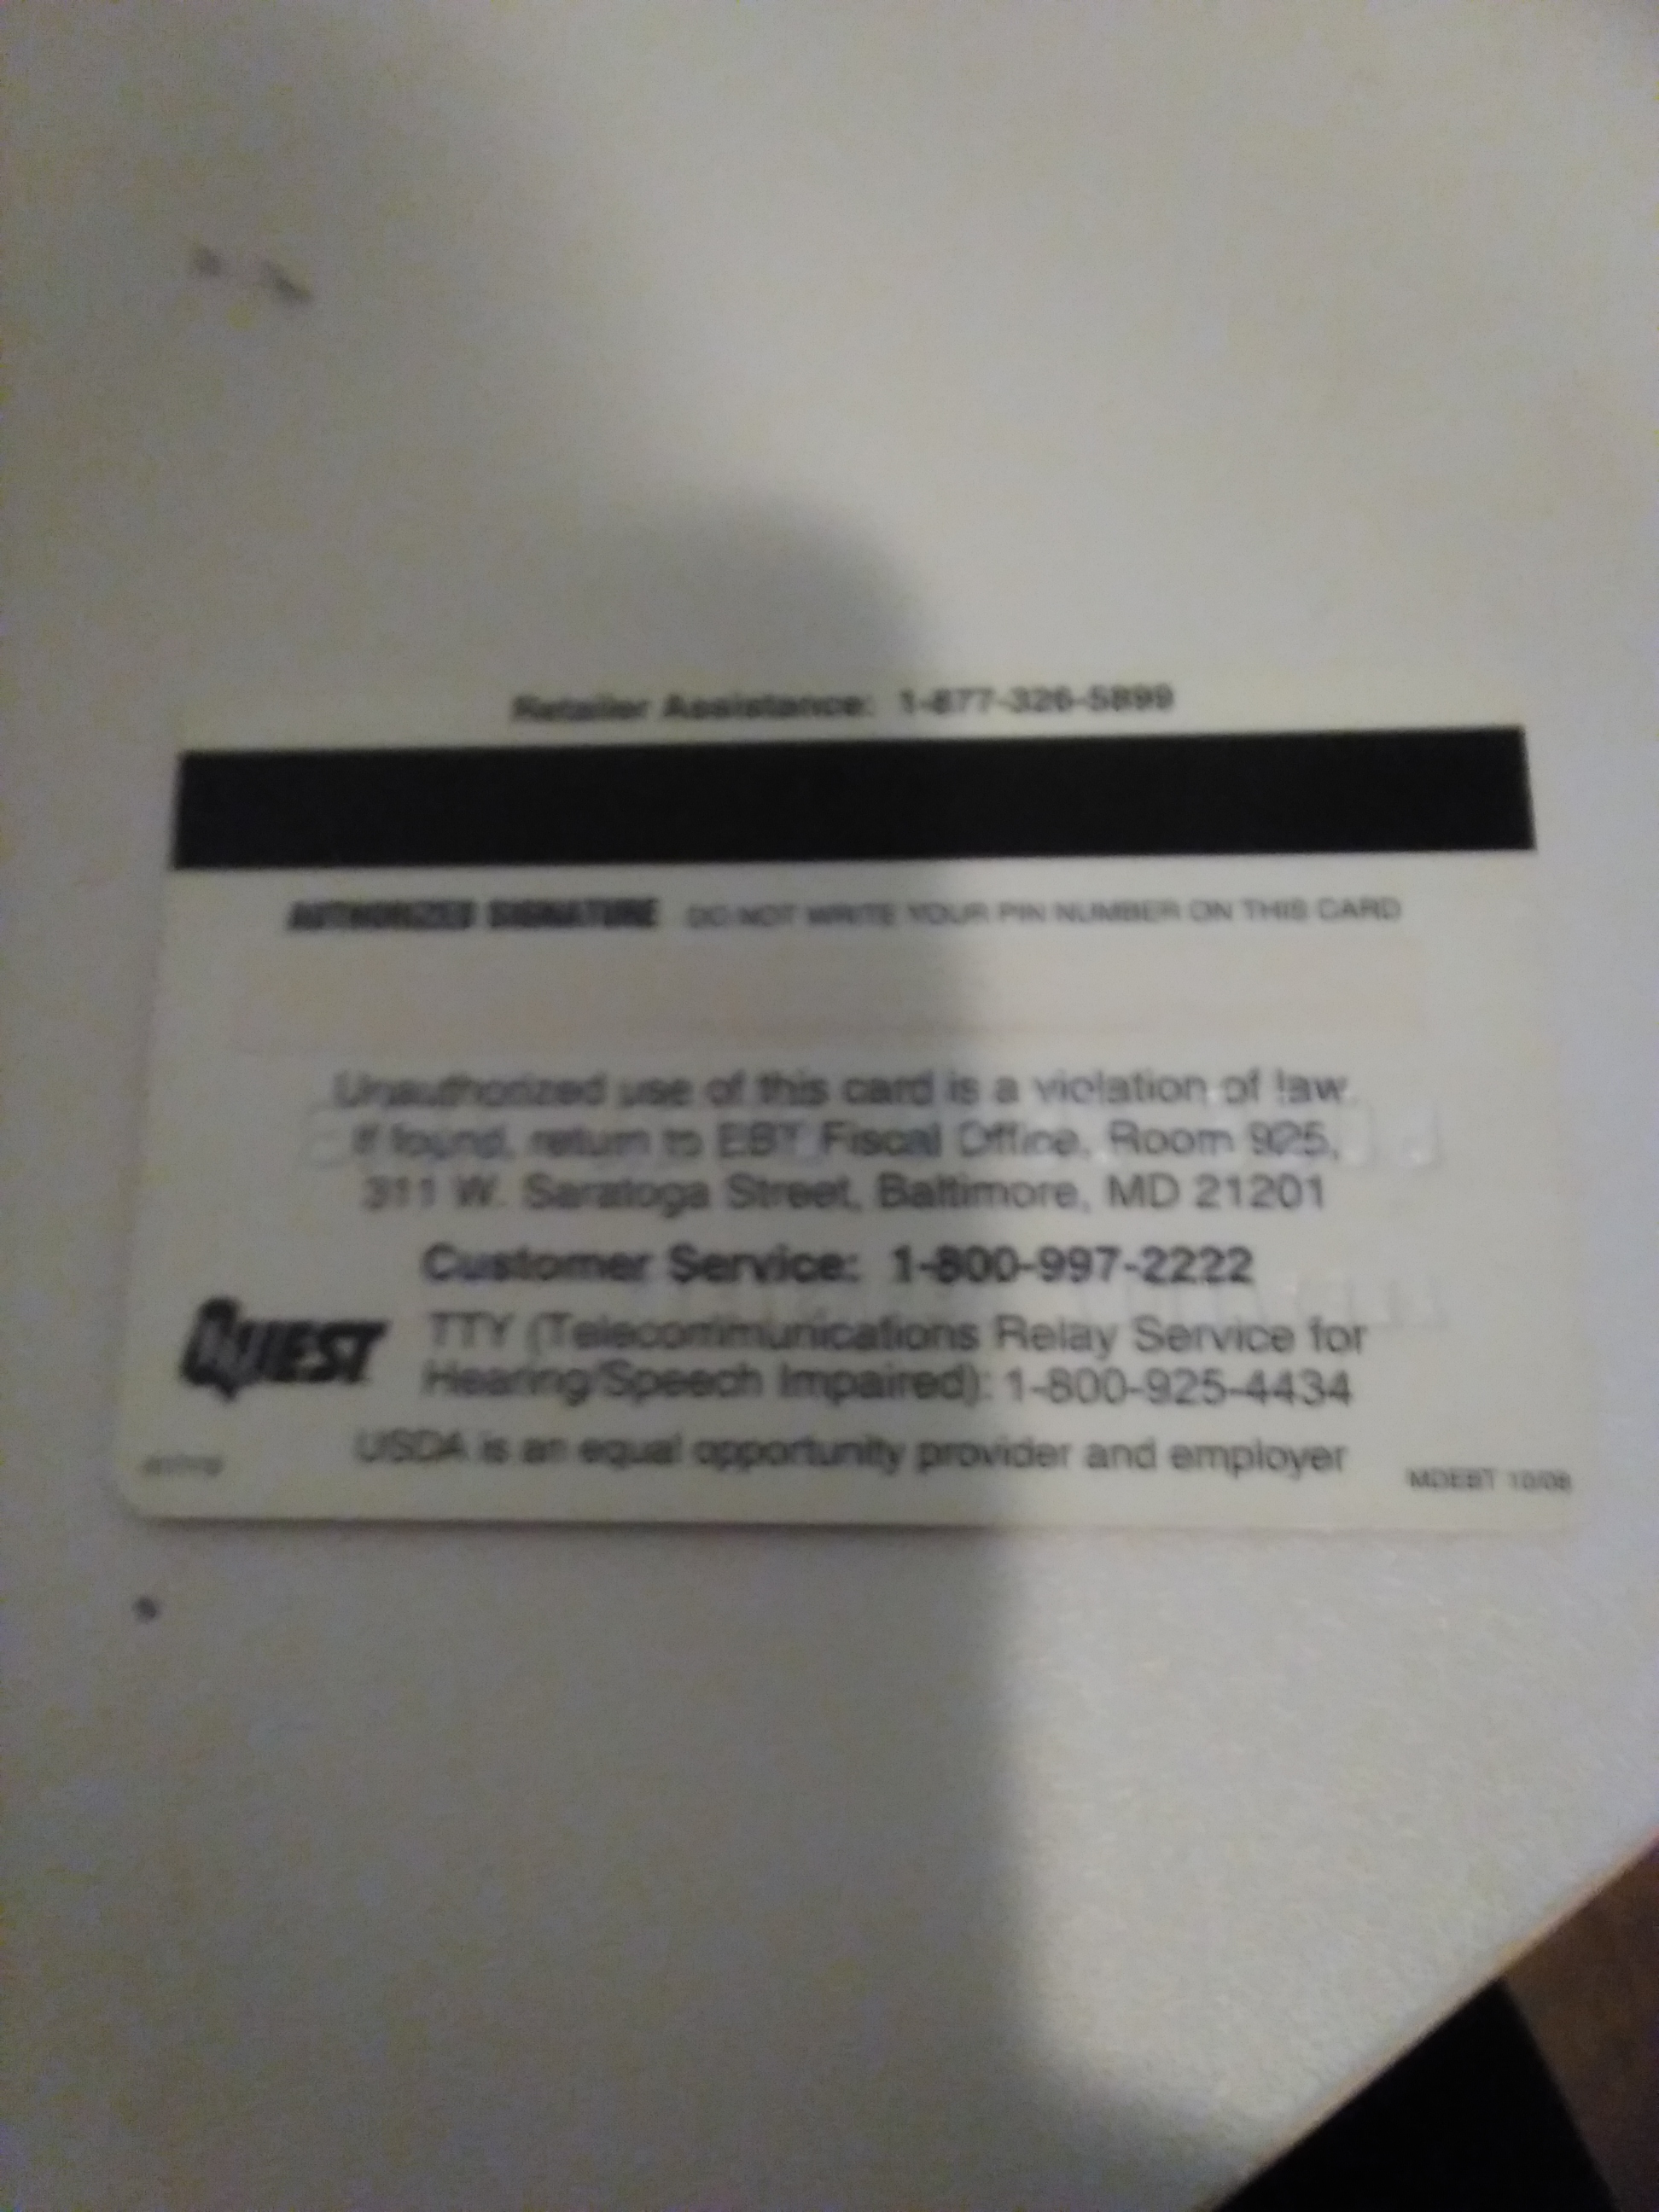 Retailer Assistance: 1-877-326-5899
AUTHORIZED SIGNATURE DO NOT WRITE YOUR PIN NUMBER ON THIS CARD
Unauthorized use of this card is a violation of law.
If found, return to EBT Fiscal Office, Room 925,
311 W. Saratoga Street, Baltimore, MD 21201
Customer Service: 1-800-997-2222
QUEST
TTY (Telecommunications Relay Service for
Hearing/Speech Impaired): 1-800-925-4434
USDA is an equal opportunity provider and employer
MDEBT 10/08